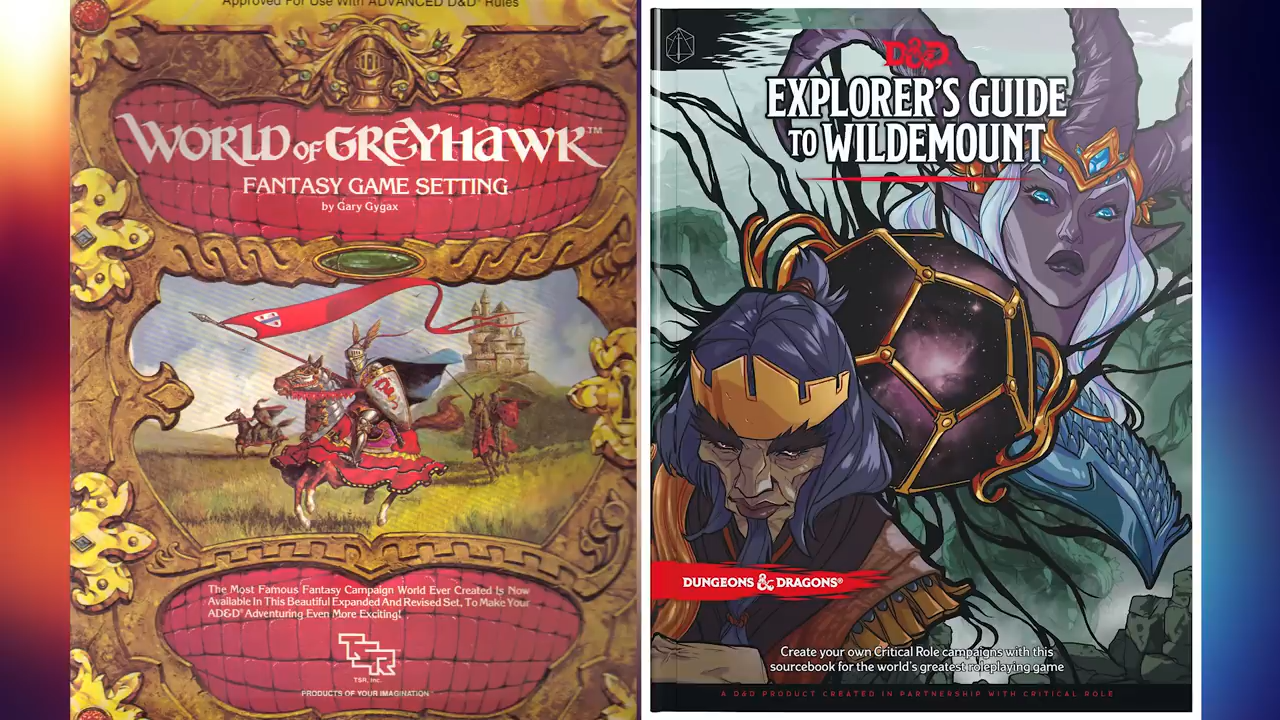 Approved For Use With ADVANCED D&D® Rules
WORLD OF GREYHAWK™
FANTASY GAME SETTING
by Gary Gygax
The Most Famous Fantasy Campaign World Ever Created Is Now
Available In This Beautiful Expanded And Revised Set, To Make Your
AD&D® Adventuring Even More Exciting!
TSR
TSR, Inc.
PRODUCTS OF YOUR IMAGINATION™
D&D
EXPLORER'S GUIDE
TO WILDEMOUNT
DUNGEONS & DRAGONS®
Create your own Critical Role campaigns with this
sourcebook for the world's greatest roleplaying game
A D&D PRODUCT CREATED IN PARTNERSHIP WITH CRITICAL ROLE